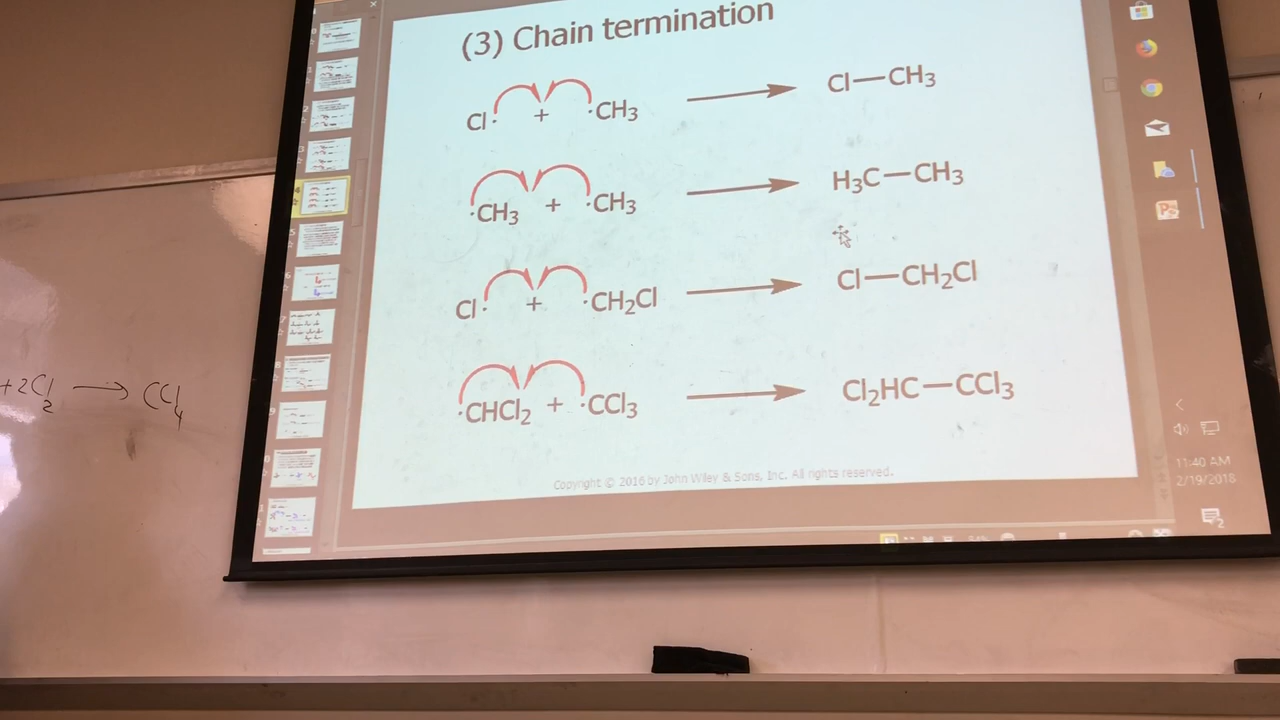 (3) Chain termination
Cl· + ·CH3 ⟶ Cl—CH3
·CH3 + ·CH3 ⟶ H3C—CH3
Cl· + ·CH2Cl ⟶ Cl—CH2Cl
·CHCl2 + ·CCl3 ⟶ Cl2HC—CCl3
Copyright © 2016 by John Wiley & Sons, Inc. All rights reserved.
+2Cl2 ⟶ CCl4
11:40 AM
2/19/2018